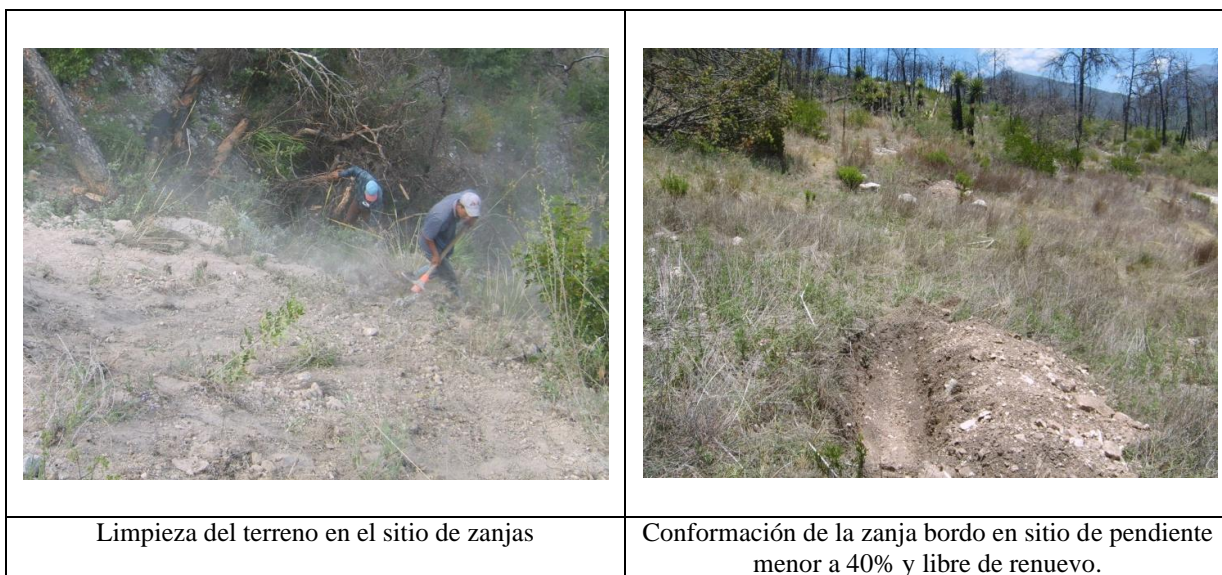 Limpieza del terreno en el sitio de zanjas
Conformación de la zanja bordo en sitio de pendiente
menor a 40% y libre de renuevo.